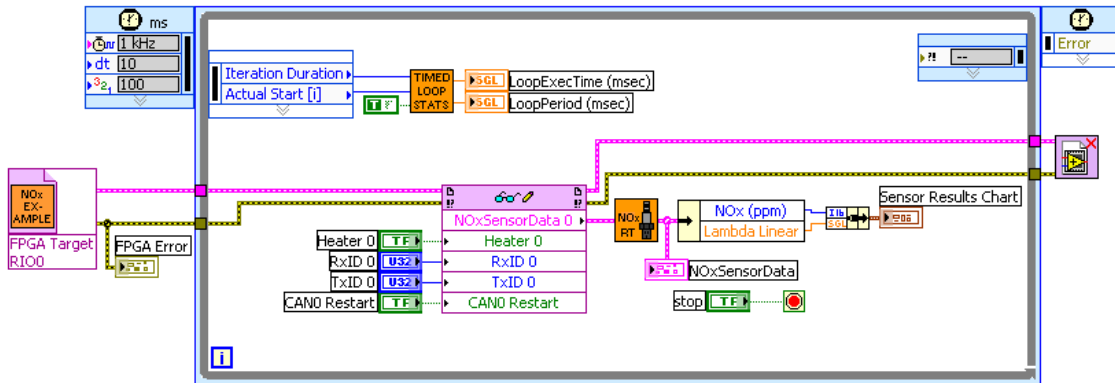 ms
1 kHz
dt 10
321 100
?! --
Error
Iteration Duration
Actual Start [i]
TIMED
LOOP
STATS
SGL LoopExecTime (msec)
SGL LoopPeriod (msec)
T F
NOx
EX-
AMPLE
FPGA Target
RIO0
FPGA Error
!?
!?
NOxSensorData 0
Heater 0 TF Heater 0
RxID 0 U32 RxID 0
TxID 0 U32 TxID 0
CAN0 Restart TF CAN0 Restart
NOx
RT
NOx (ppm)
Lambda Linear
SGL
Sensor Results Chart
NOxSensorData
stop TF
i